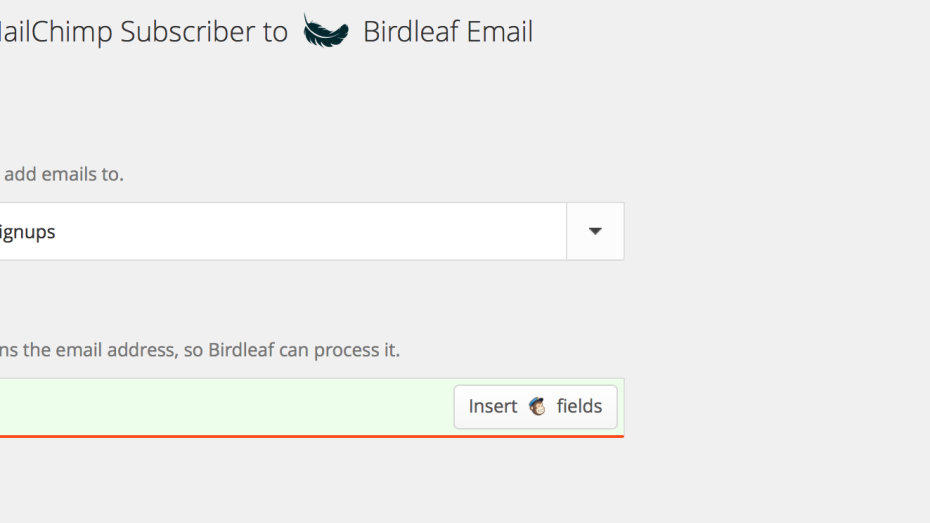 MailChimp Subscriber to Birdleaf Email
add emails to.
ignups
ns the email address, so Birdleaf can process it.
Insert fields